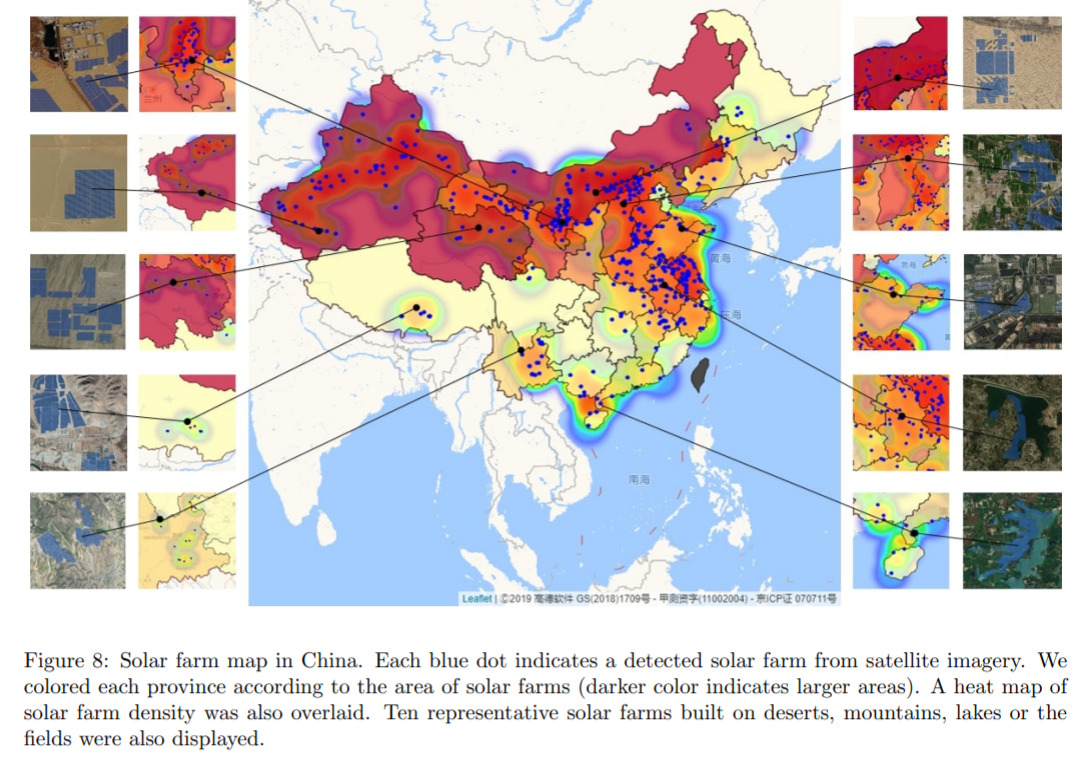 兰州
渤海
黄海
东海
南海
Leaflet | ©2019 高德软件 GS(2018)1709号 - 甲测资字(11002004) - 京ICP证 070711号
Figure 8: Solar farm map in China. Each blue dot indicates a detected solar farm from satellite imagery. We
colored each province according to the area of solar farms (darker color indicates larger areas). A heat map of
solar farm density was also overlaid. Ten representative solar farms built on deserts, mountains, lakes or the
fields were also displayed.